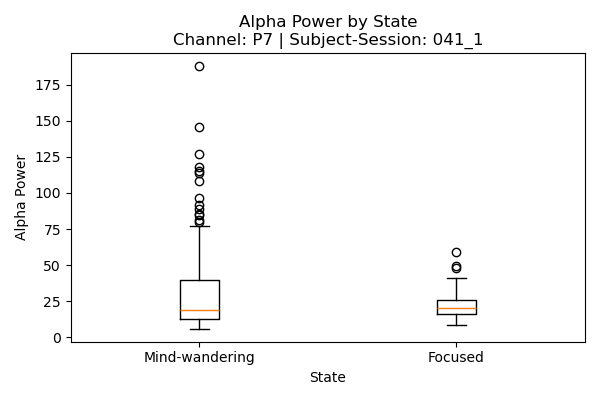 Alpha Power by State
Channel: P7 | Subject-Session: 041_1
175
150
125
100
75
50
25
0
Alpha Power
Mind-wandering
Focused
State